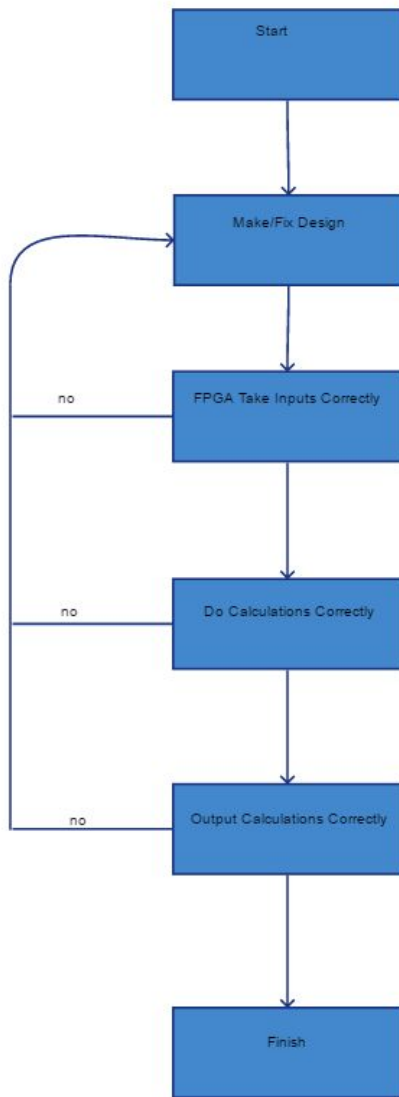 Start
Make/Fix Design
FPGA Take Inputs Correctly
no
Do Calculations Correctly
no
Output Calculations Correctly
no
Finish